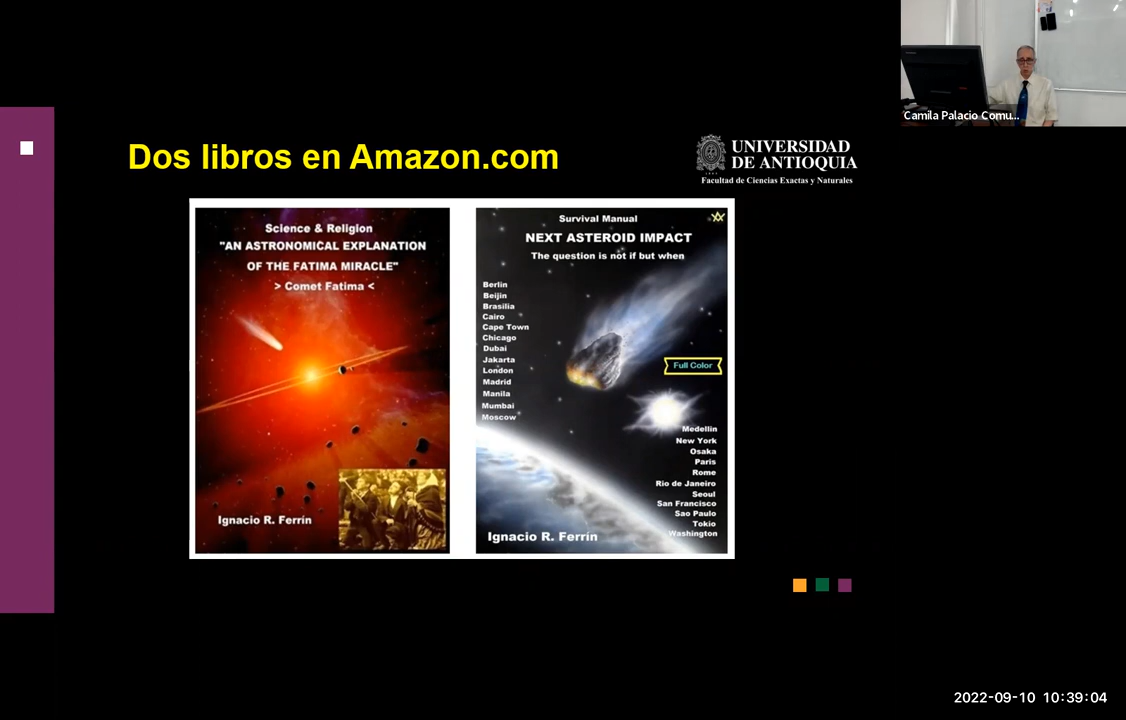 Camila Palacio Comu...
Dos libros en Amazon.com
UNIVERSIDAD
DE ANTIOQUIA
Facultad de Ciencias Exactas y Naturales
Science & Religion
"AN ASTRONOMICAL EXPLANATION
OF THE FATIMA MIRACLE"
> Comet Fatima <
Ignacio R. Ferrín
Survival Manual
NEXT ASTEROID IMPACT
The question is not if but when
Berlin
Beijin
Brasilia
Cairo
Cape Town
Chicago
Dubai
Jakarta
London
Madrid
Manila
Mumbai
Moscow
Full Color
Medellin
New York
Osaka
Paris
Rome
Rio de Janeiro
Seoul
San Francisco
Sao Paulo
Tokio
Washington
Ignacio R. Ferrín
2022-09-10 10:39:04